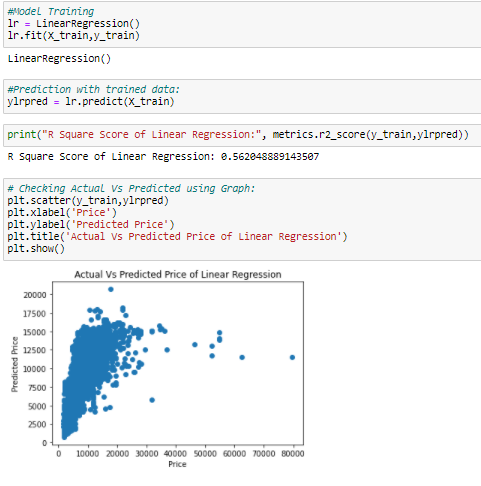 #Model Training
lr = LinearRegression()
lr.fit(X_train,y_train)
LinearRegression()
#Prediction with trained data:
ylrpred = lr.predict(X_train)
print("R Square Score of Linear Regression:", metrics.r2_score(y_train,ylrpred))
R Square Score of Linear Regression: 0.562048889143507
# Checking Actual Vs Predicted using Graph:
plt.scatter(y_train,ylrpred)
plt.xlabel('Price')
plt.ylabel('Predicted Price')
plt.title('Actual Vs Predicted Price of Linear Regression')
plt.show()
Actual Vs Predicted Price of Linear Regression
Predicted Price
20000
17500
15000
12500
10000
7500
5000
2500
0
0 10000 20000 30000 40000 50000 60000 70000 80000
Price